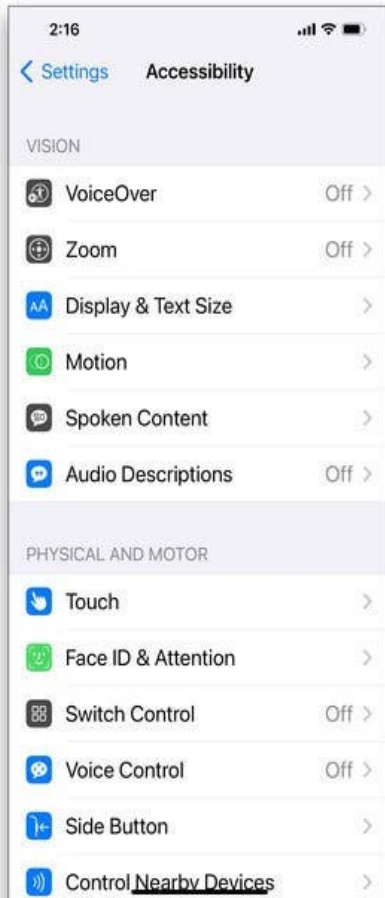 2:16
Settings Accessibility
VISION
VoiceOver Off
Zoom Off
AA Display & Text Size
Motion
Spoken Content
Audio Descriptions Off
PHYSICAL AND MOTOR
Touch
Face ID & Attention
Switch Control Off
Voice Control Off
Side Button
Control Nearby Devices